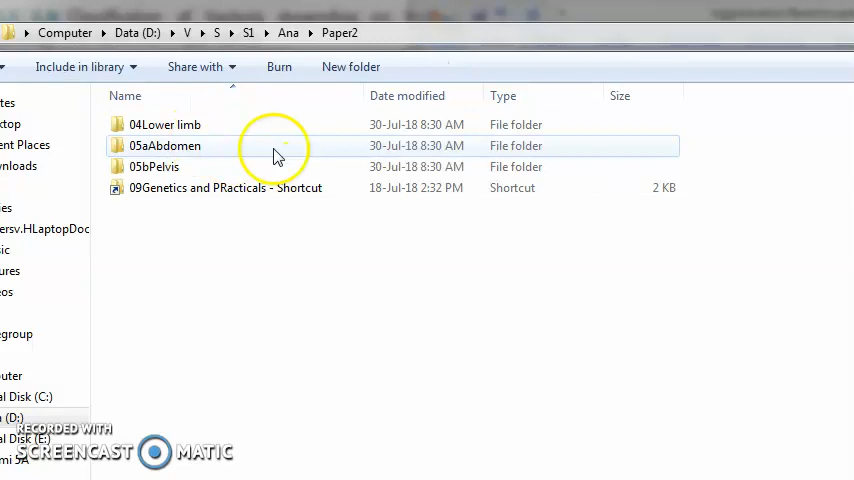 Computer Data (D:) V S S1 Ana Paper2
Include in library Share with Burn New folder
Name Date modified Type Size
tes
04Lower limb 30-Jul-18 8:30 AM File folder
ktop
05aAbdomen 30-Jul-18 8:30 AM File folder
ent Places
05bPelvis 30-Jul-18 8:30 AM File folder
wnloads
09Genetics and PRacticals - Shortcut 18-Jul-18 2:32 PM Shortcut 2 KB
ies
ersv.HLaptopDoc
sic
ures
eos
egroup
uter
al Disk (C:)
a (D:)
RECORDED WITH
al Disk (E:)
SCREENCAST MATIC
mi 5A